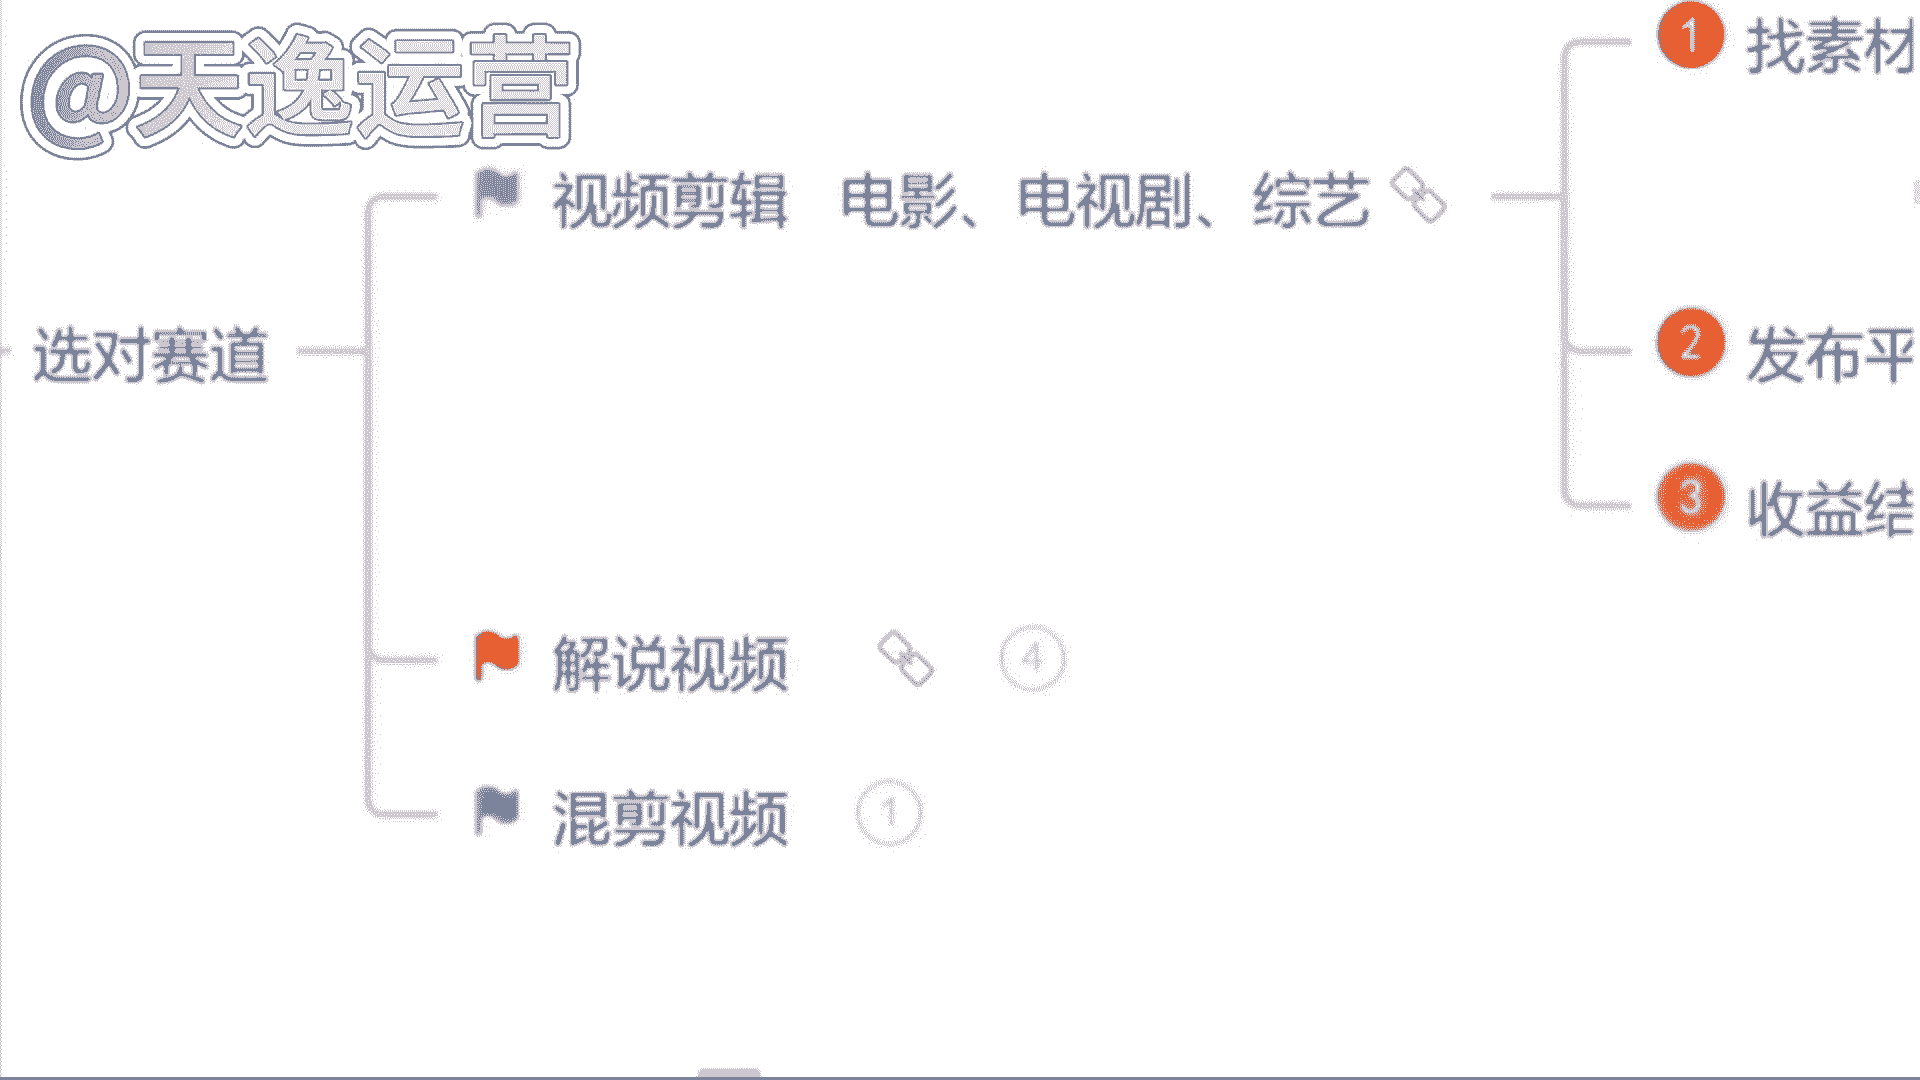 @天逸运营
选对赛道
视频剪辑 电影、电视剧、综艺
1 找素材
2 发布平
3 收益结
解说视频 4
混剪视频 1